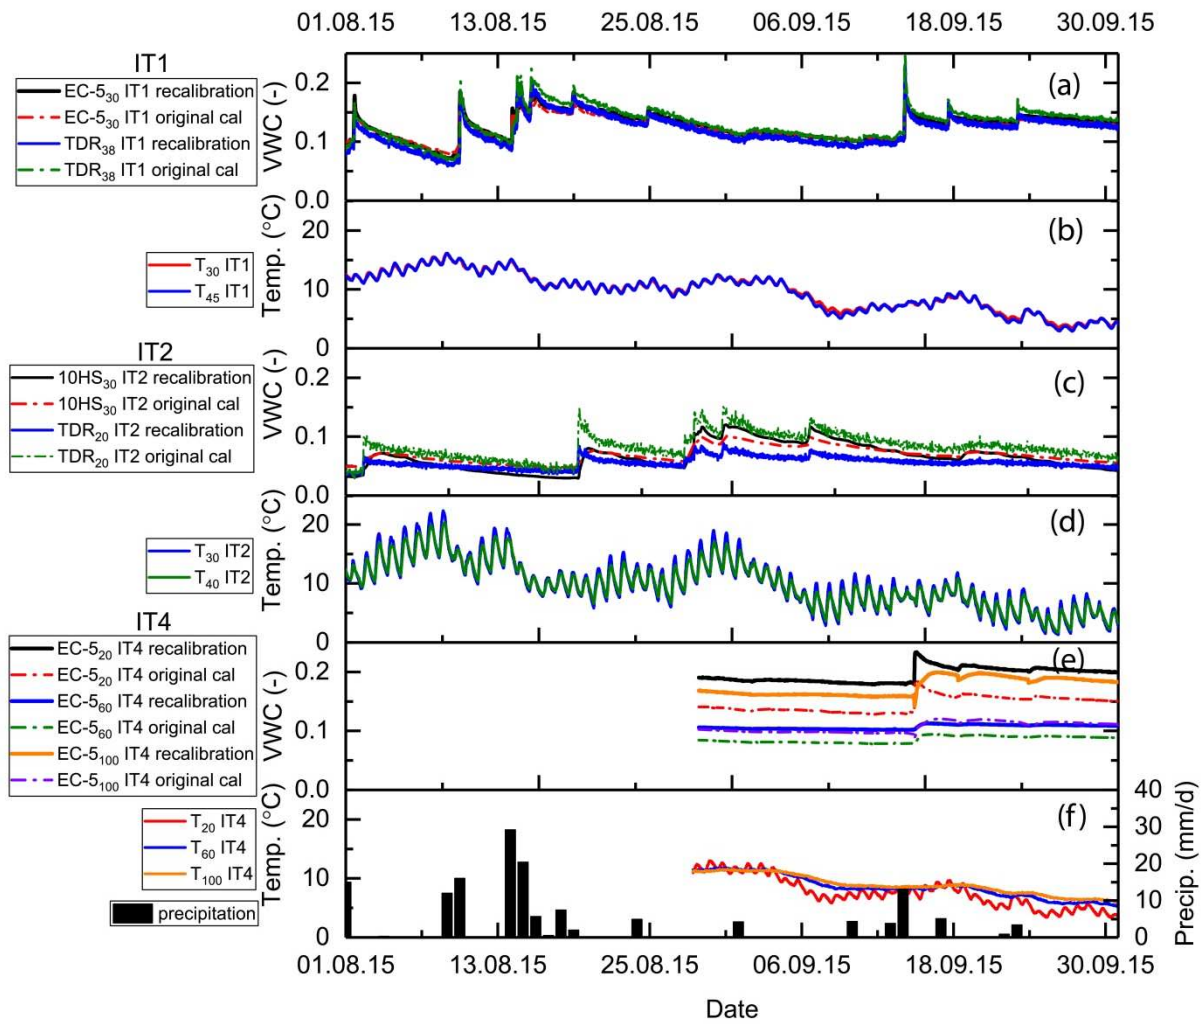 01.08.15 13.08.15 25.08.15 06.09.15 18.09.15 30.09.15
IT1
EC-5₃₀ IT1 recalibration
EC-5₃₀ IT1 original cal
TDR₃₈ IT1 recalibration
TDR₃₈ IT1 original cal
VWC (-)
0.2
0.1
0.0
(a)
T₃₀ IT1
T₄₅ IT1
Temp. (°C)
20
10
0
(b)
IT2
10HS₃₀ IT2 recalibration
10HS₃₀ IT2 original cal
TDR₂₀ IT2 recalibration
TDR₂₀ IT2 original cal
VWC (-)
0.2
0.1
0.0
(c)
T₃₀ IT2
T₄₀ IT2
Temp. (°C)
20
10
0
(d)
IT4
EC-5₂₀ IT4 recalibration
EC-5₂₀ IT4 original cal
EC-5₆₀ IT4 recalibration
EC-5₆₀ IT4 original cal
EC-5₁₀₀ IT4 recalibration
EC-5₁₀₀ IT4 original cal
VWC (-)
0.2
0.1
0.0
(e)
T₂₀ IT4
T₆₀ IT4
T₁₀₀ IT4
precipitation
Temp. (°C)
20
10
0
(f)
40
30
20
10
0
Precip. (mm/d)
01.08.15 13.08.15 25.08.15 06.09.15 18.09.15 30.09.15
Date